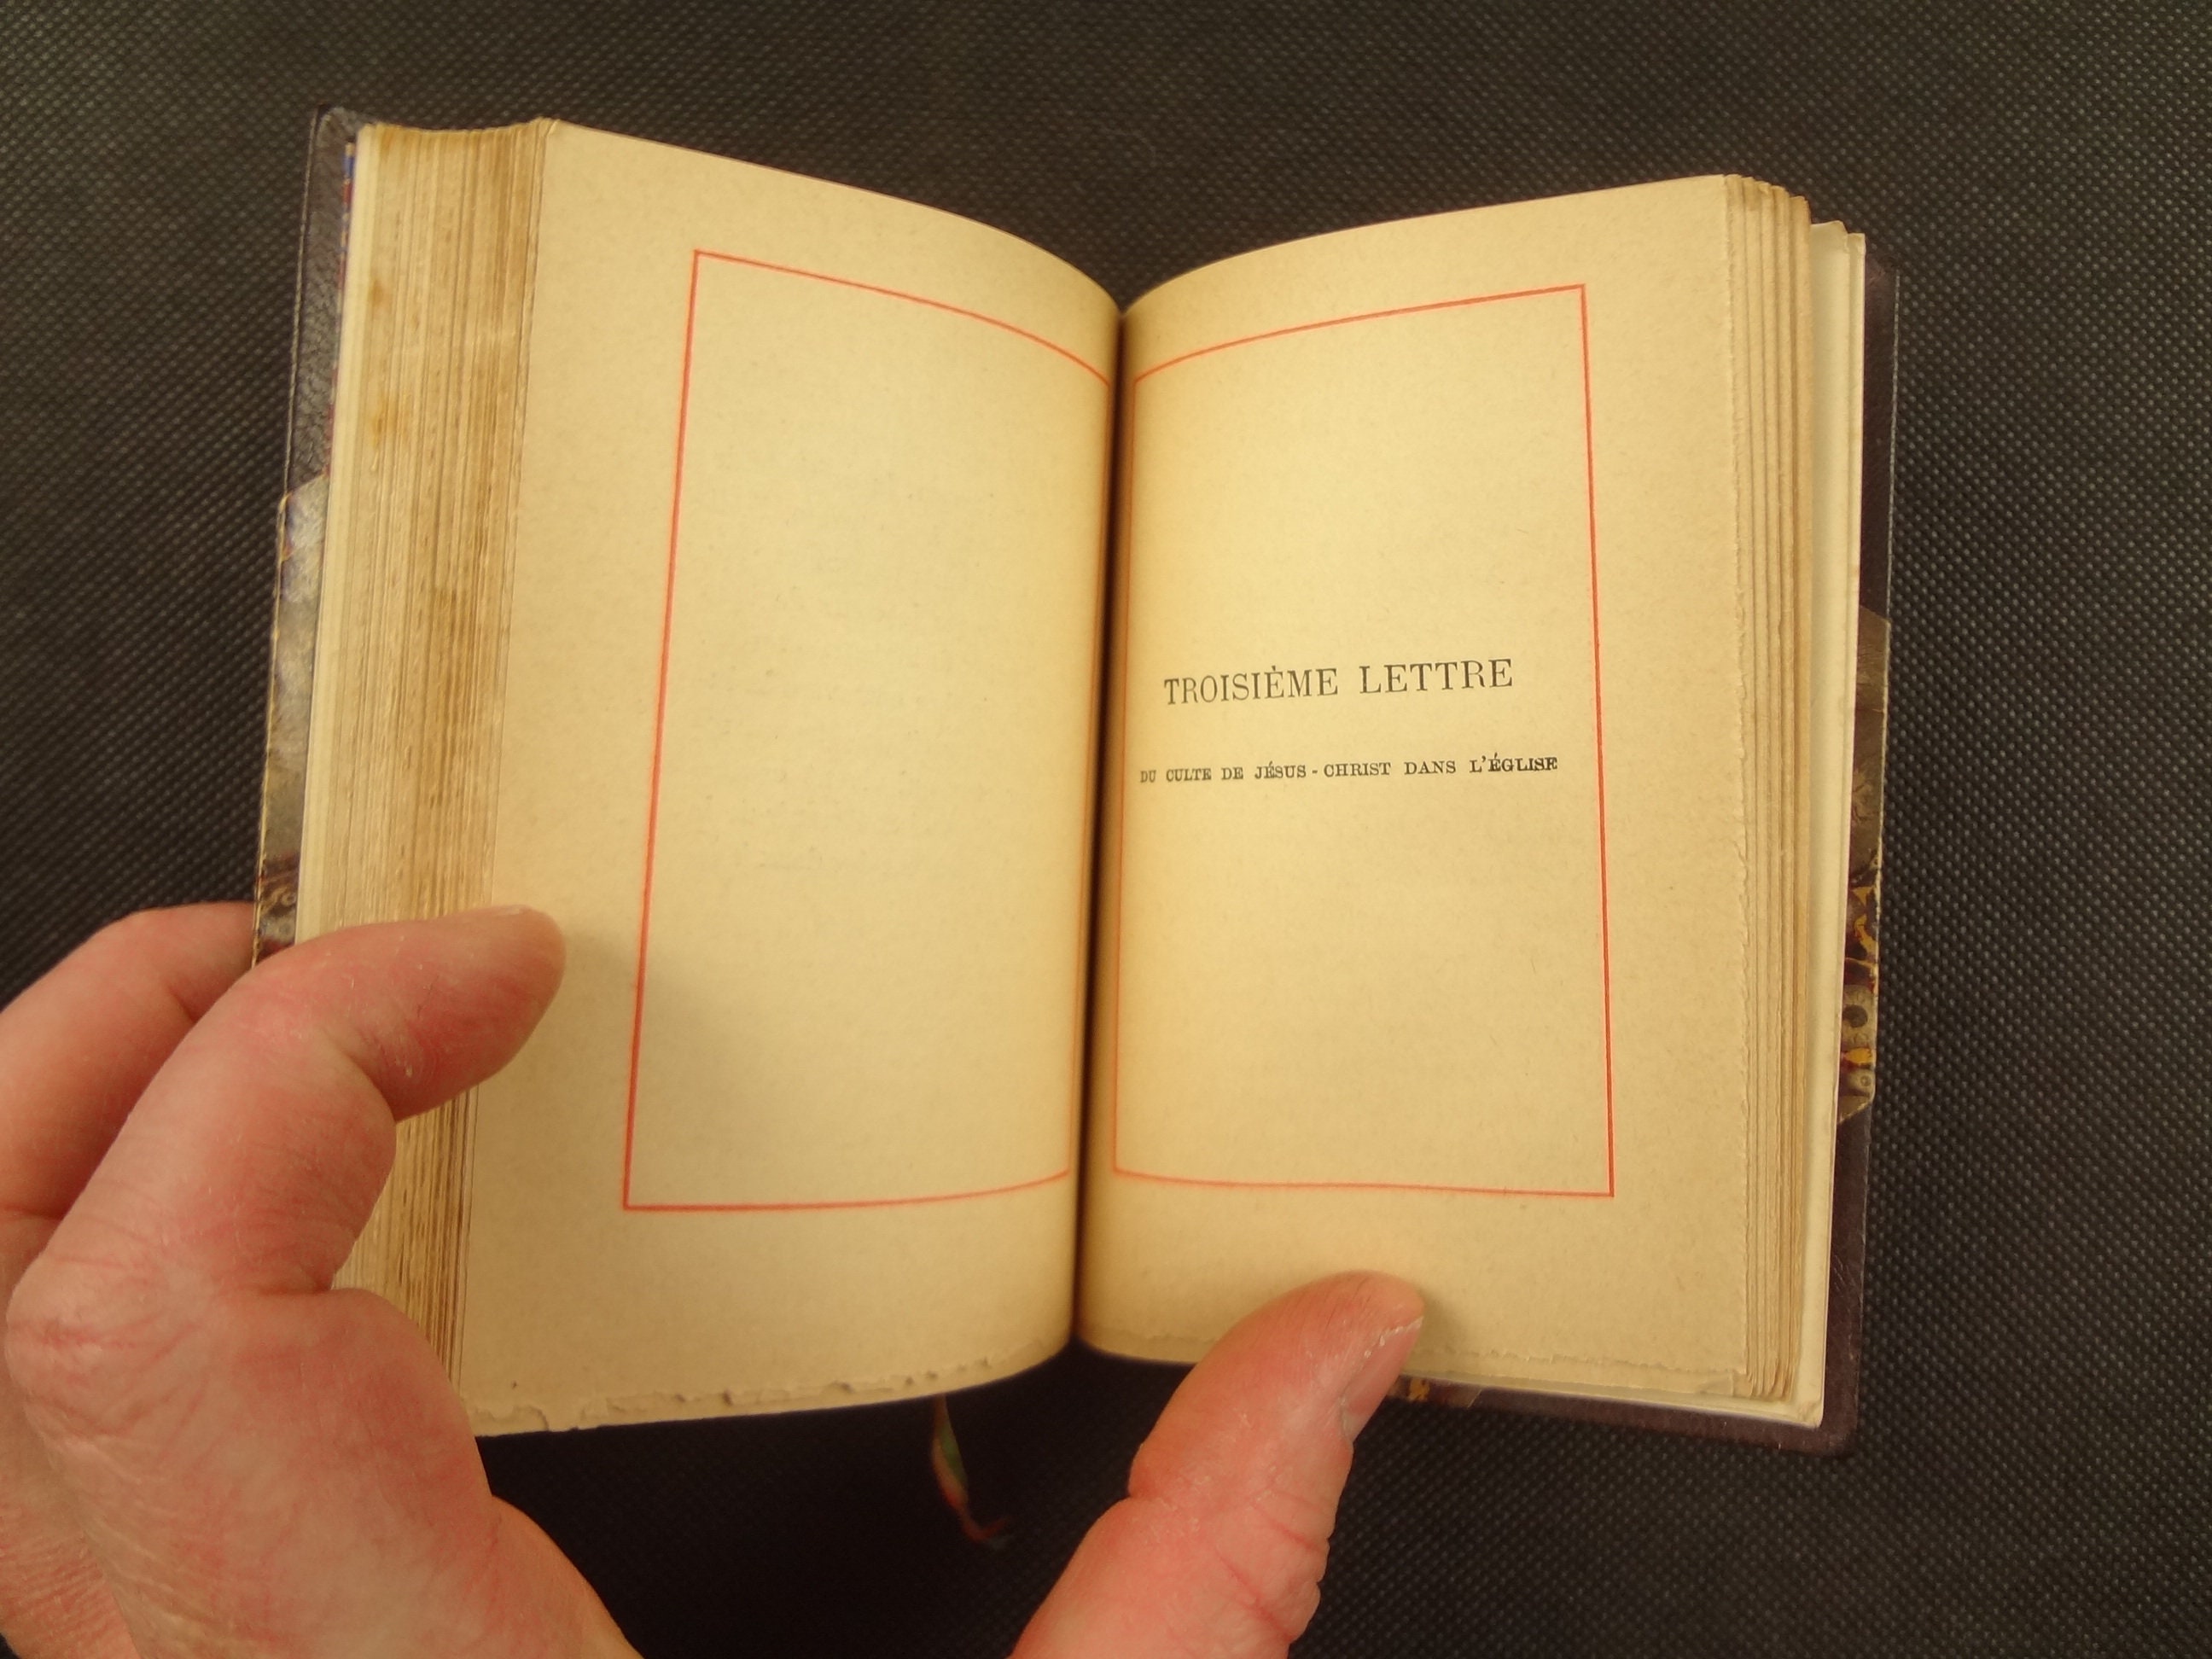 TROISIÈME LETTRE
DU CULTE DE JÉSUS-CHRIST DANS L'ÉGLISE